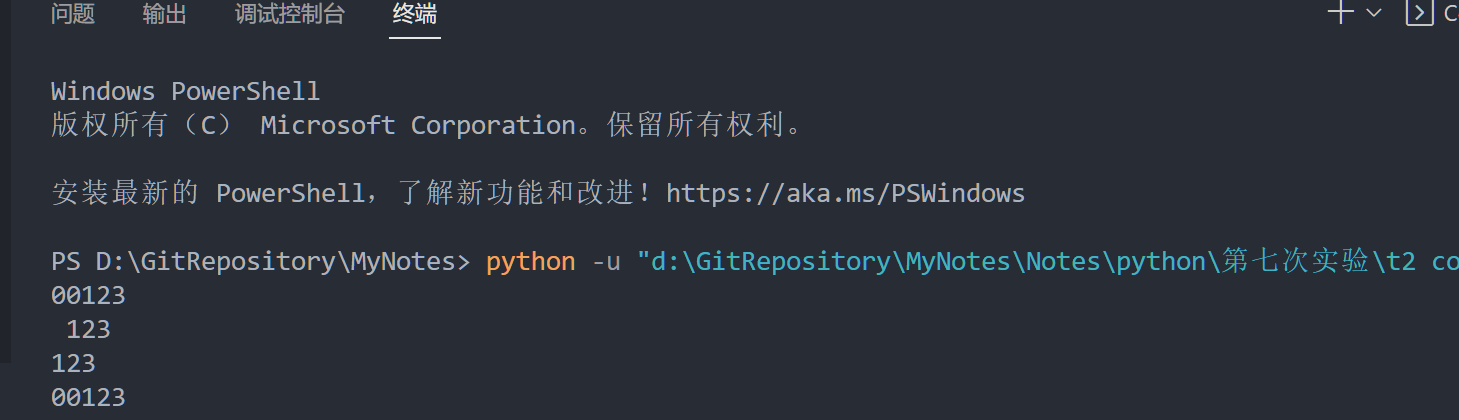 问题 输出 调试控制台 终端
Windows PowerShell
版权所有（C） Microsoft Corporation。保留所有权利。
安装最新的 PowerShell，了解新功能和改进！https://aka.ms/PSWindows
PS D:\GitRepository\MyNotes> python -u "d:\GitRepository\MyNotes\Notes\python\第七次实验\t2 co
00123
 123
123
00123